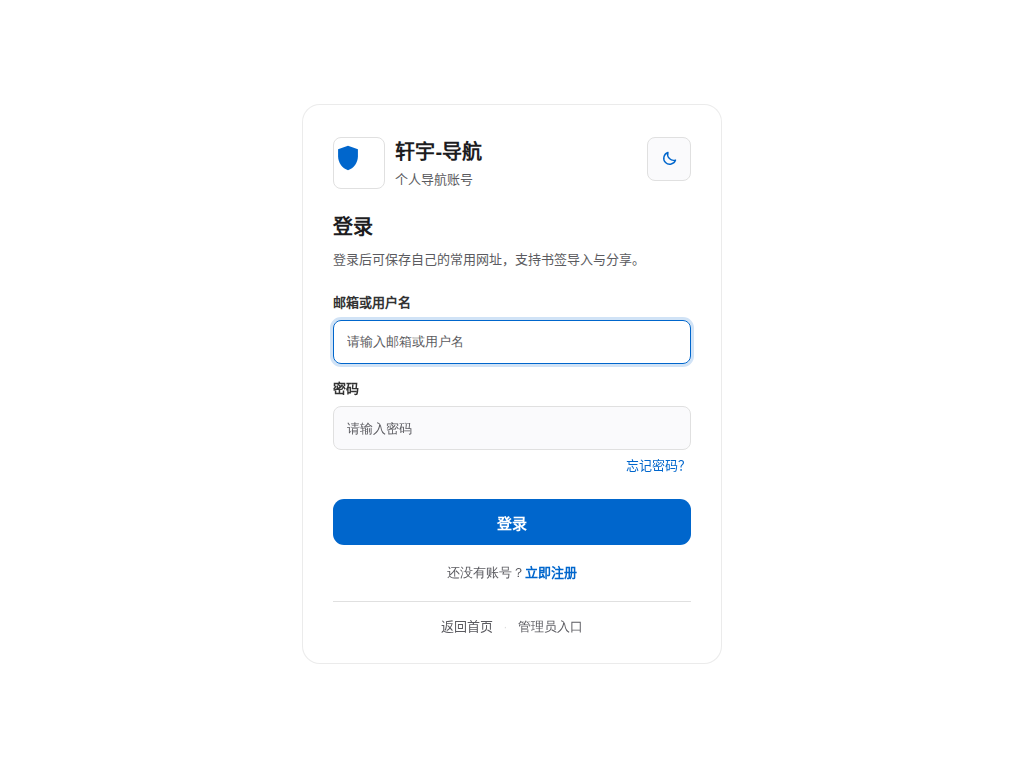 轩宇-导航
个人导航账号
登录
登录后可保存自己的常用网址，支持书签导入与分享。
邮箱或用户名
请输入邮箱或用户名
密码
请输入密码
忘记密码?
登录
还没有账号？立即注册
返回首页 · 管理员入口